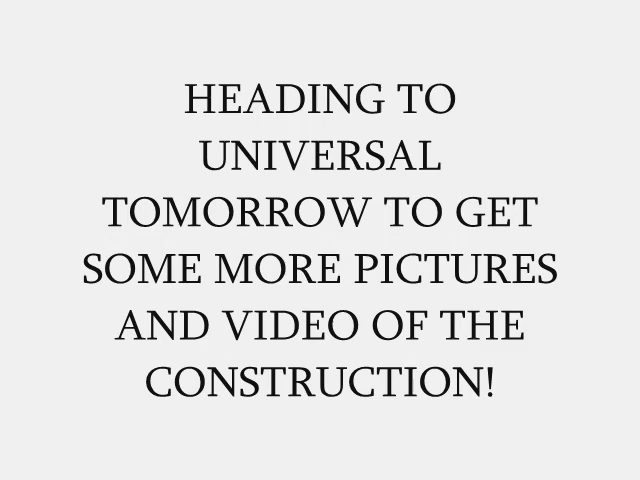 HEADING TO
UNIVERSAL
TOMORROW TO GET
SOME MORE PICTURES
AND VIDEO OF THE
CONSTRUCTION!